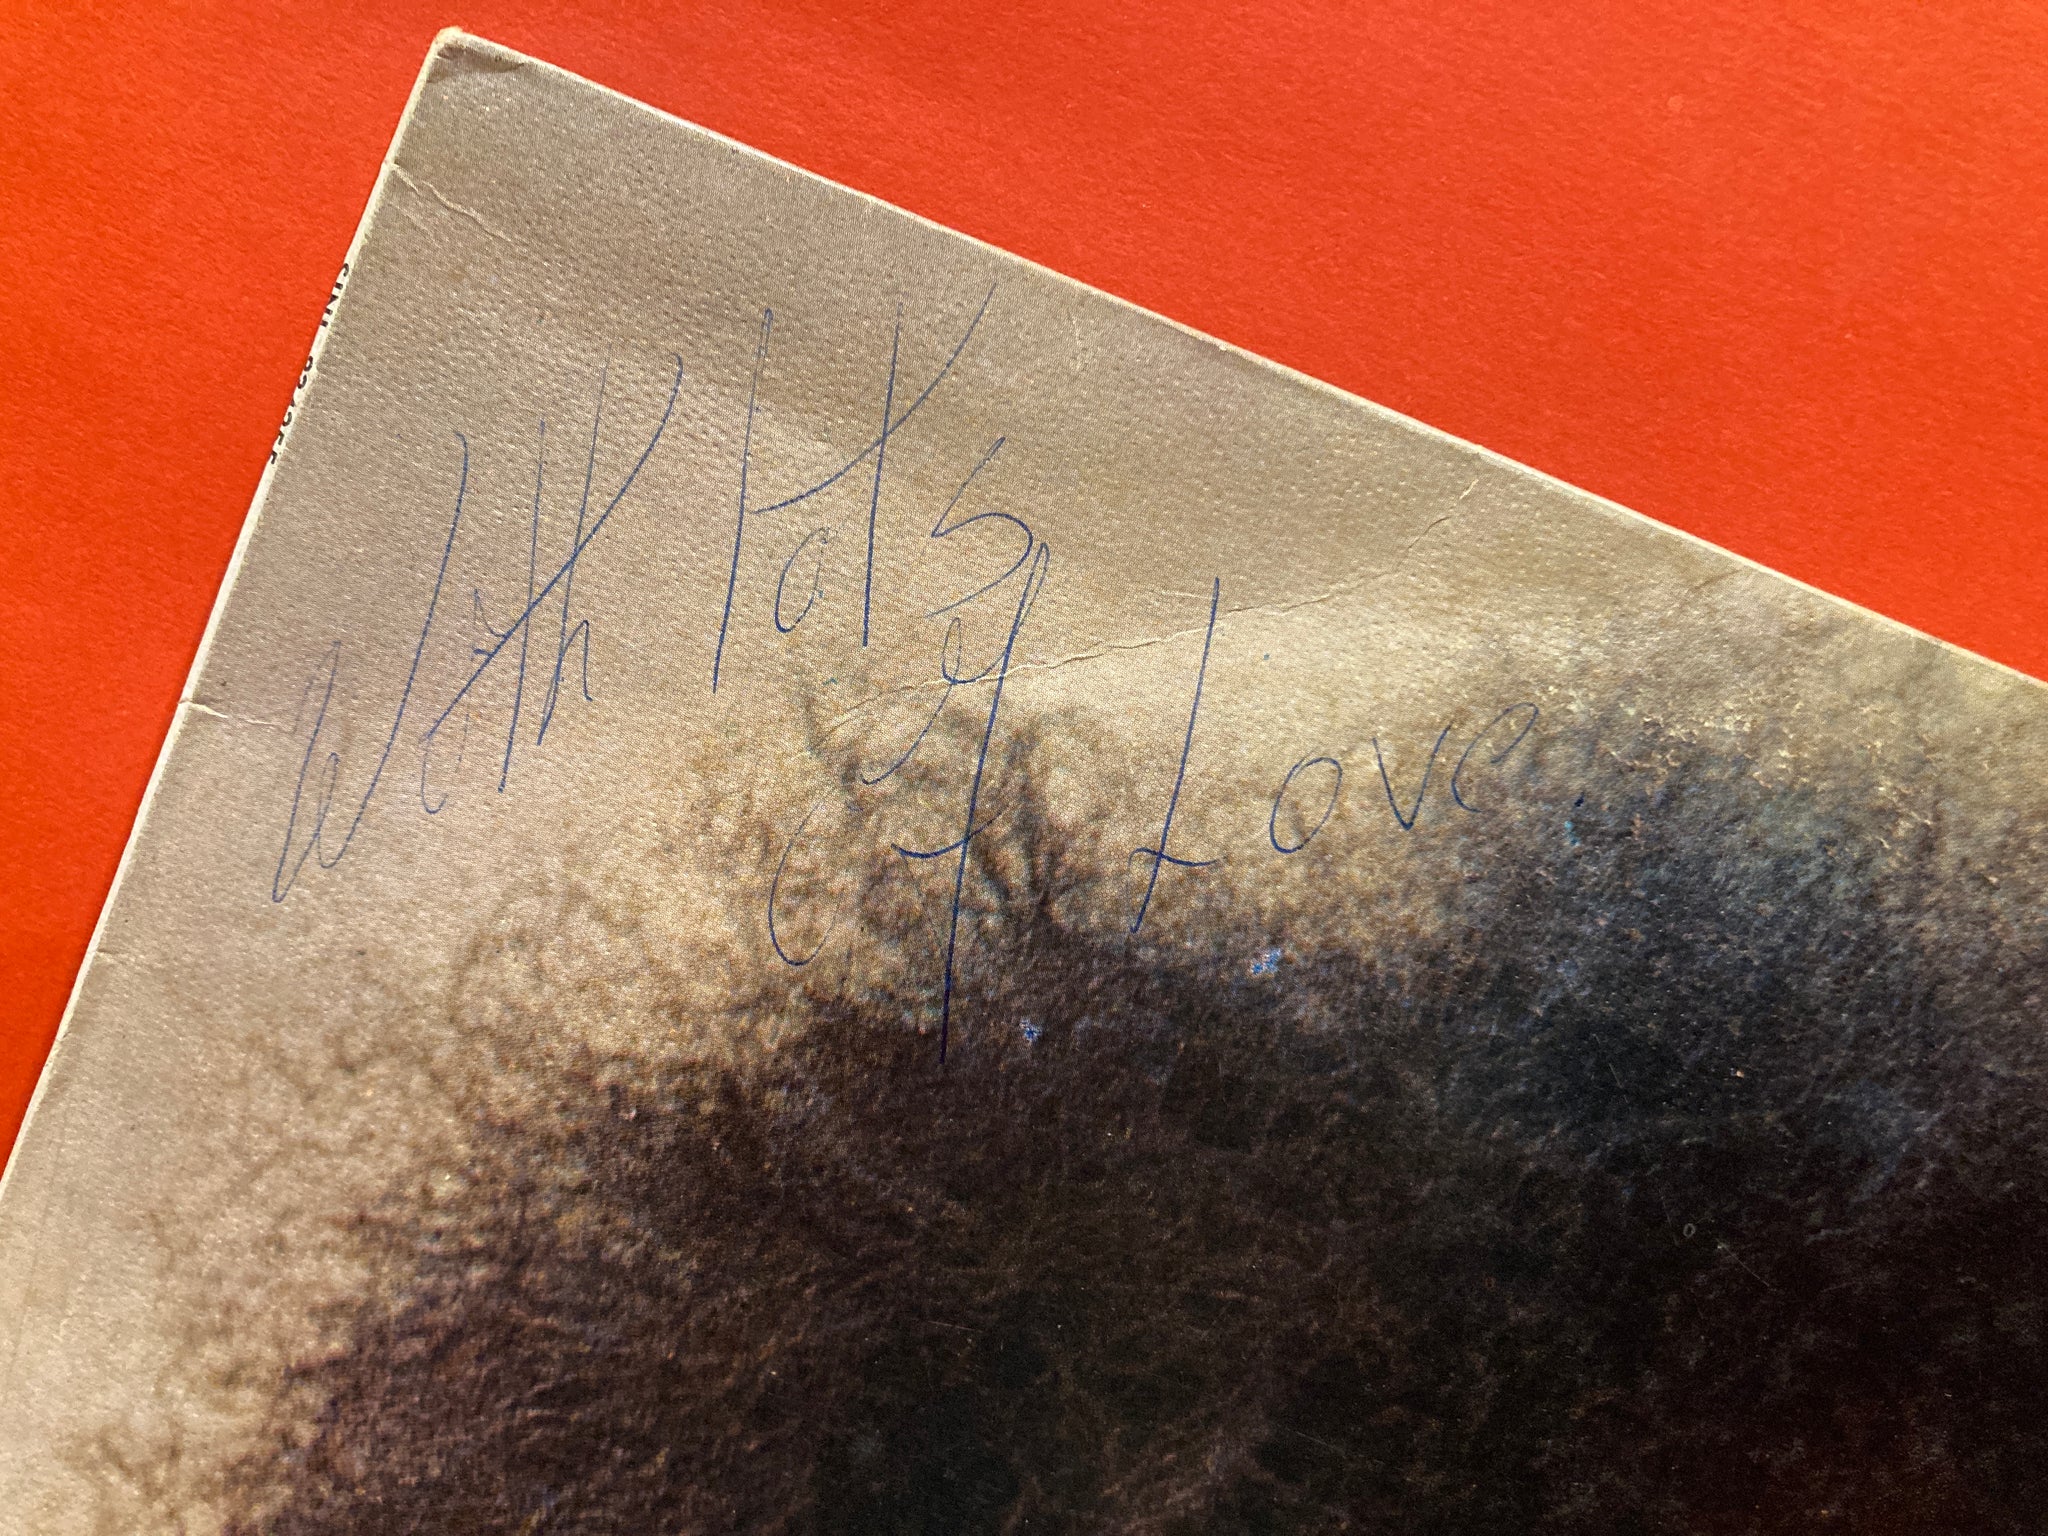 With Lots
of Love